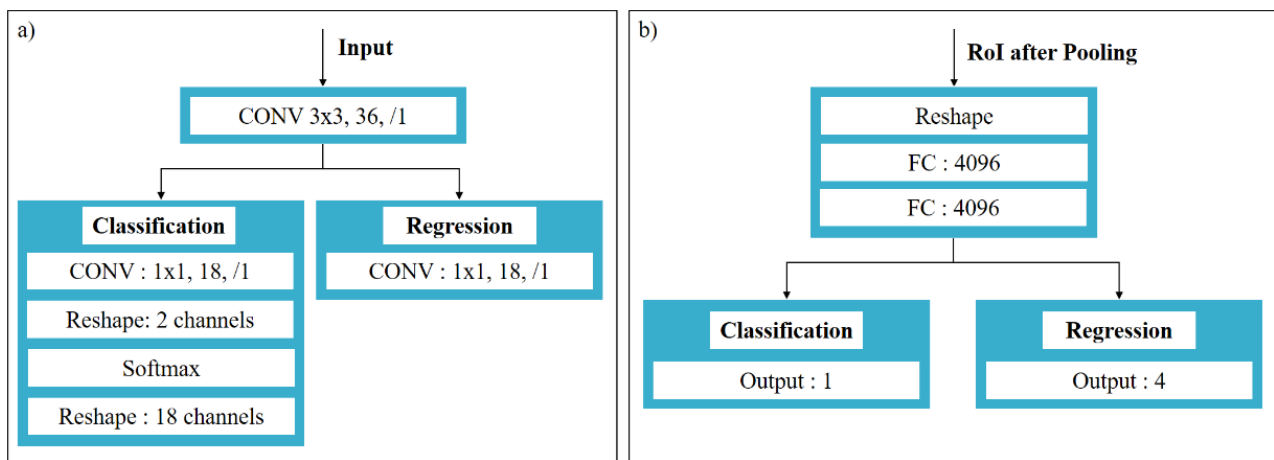 a)
Input
CONV 3x3, 36, /1
Classification
CONV : 1x1, 18, /1
Reshape: 2 channels
Softmax
Reshape : 18 channels
Regression
CONV : 1x1, 18, /1
b)
RoI after Pooling
Reshape
FC : 4096
FC : 4096
Classification
Output : 1
Regression
Output : 4